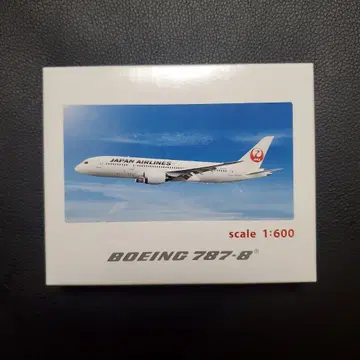 JAPAN AIRLINES
scale 1:600
BOEING 787-8®